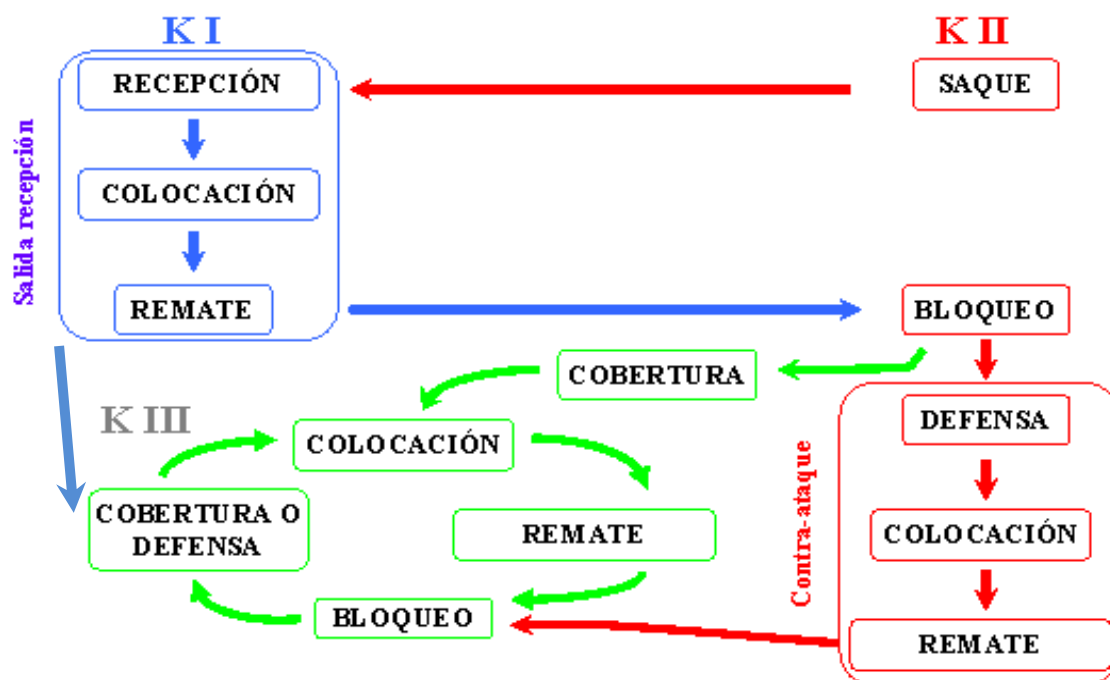 K I
K II
RECEPCIÓN
SAQUE
COLOCACIÓN
Salida recepción
REMATE
BLOQUEO
COBERTURA
K III
COLOCACIÓN
DEFENSA
COBERTURA O
DEFENSA
REMATE
Contra-ataque
COLOCACIÓN
BLOQUEO
REMATE